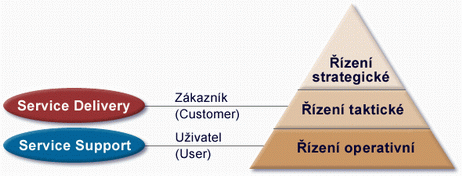 Řízení
strategické
Service Delivery
Zákazník
(Customer)
Řízení taktické
Service Support
Uživatel
(User)
Řízení operativní